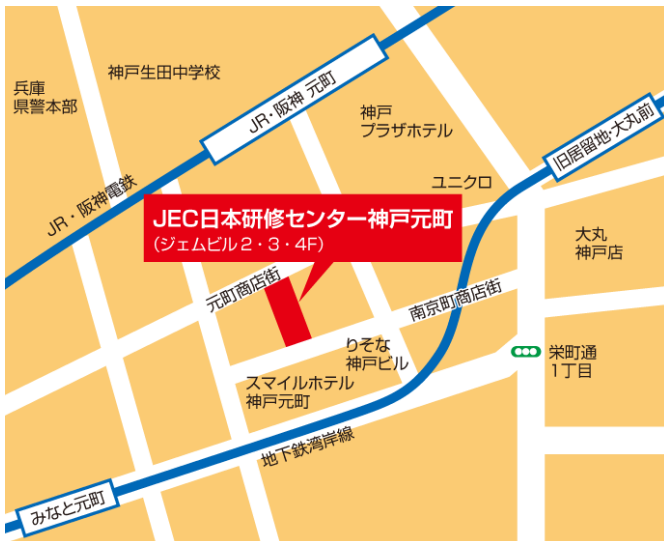 神戸生田中学校
兵庫
県警本部
JR・阪神 元町
神戸
プラザホテル
旧居留地・大丸前
JR・阪神電鉄
ユニクロ
JEC日本研修センター神戸元町
(ジェムビル2・3・4F)
大丸
神戸店
元町商店街
南京町商店街
りそな
神戸ビル
栄町通
1丁目
スマイルホテル
神戸元町
地下鉄湾岸線
みなと元町